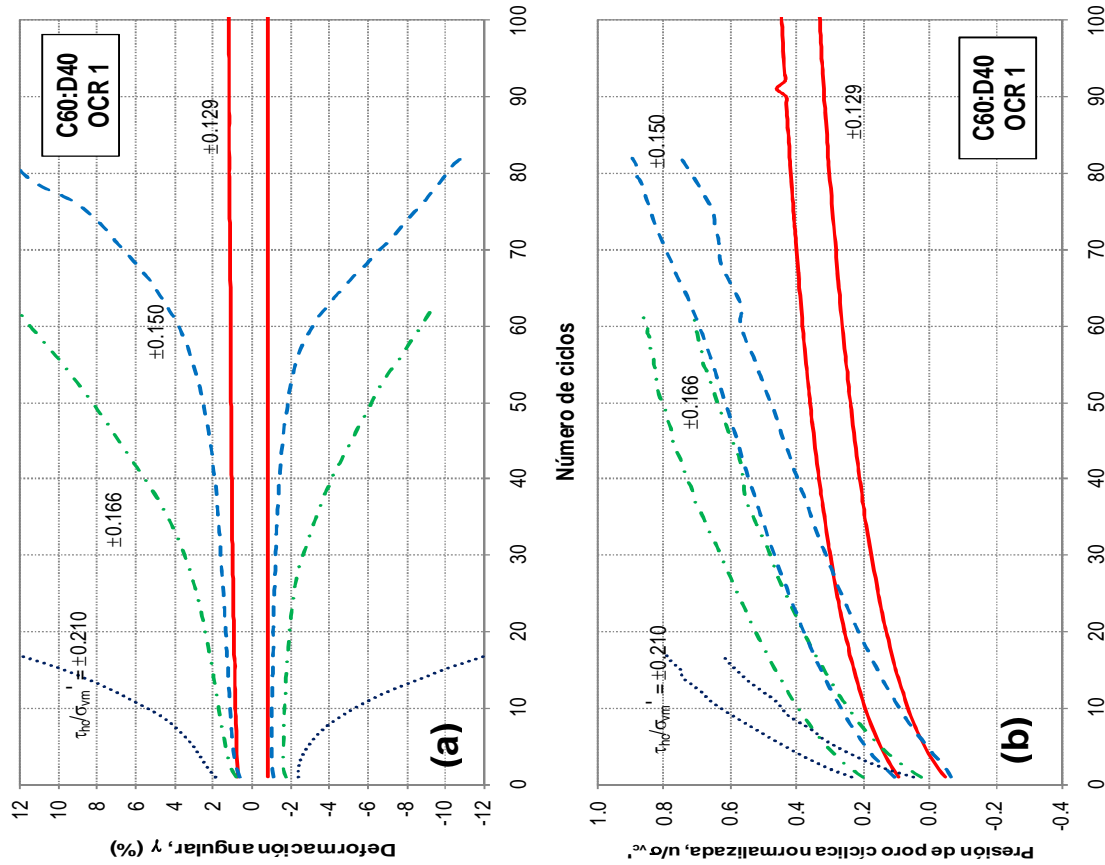 12
10
8
6
4
2
0
-2
-4
-6
-8
-10
-12
Deformación angular, γ (%)
0 10 20 30 40 50 60 70 80 90 100
C60:D40
OCR 1
τhc/σvm' = ±0.210
±0.166
±0.150
±0.129
(a)
Número de ciclos
1.0
0.8
0.6
0.4
0.2
0.0
-0.2
-0.4
Presión de poro cíclica normalizada, u/σvc'
0 10 20 30 40 50 60 70 80 90 100
τhc/σvm' = ±0.210
±0.166
±0.150
±0.129
C60:D40
OCR 1
(b)